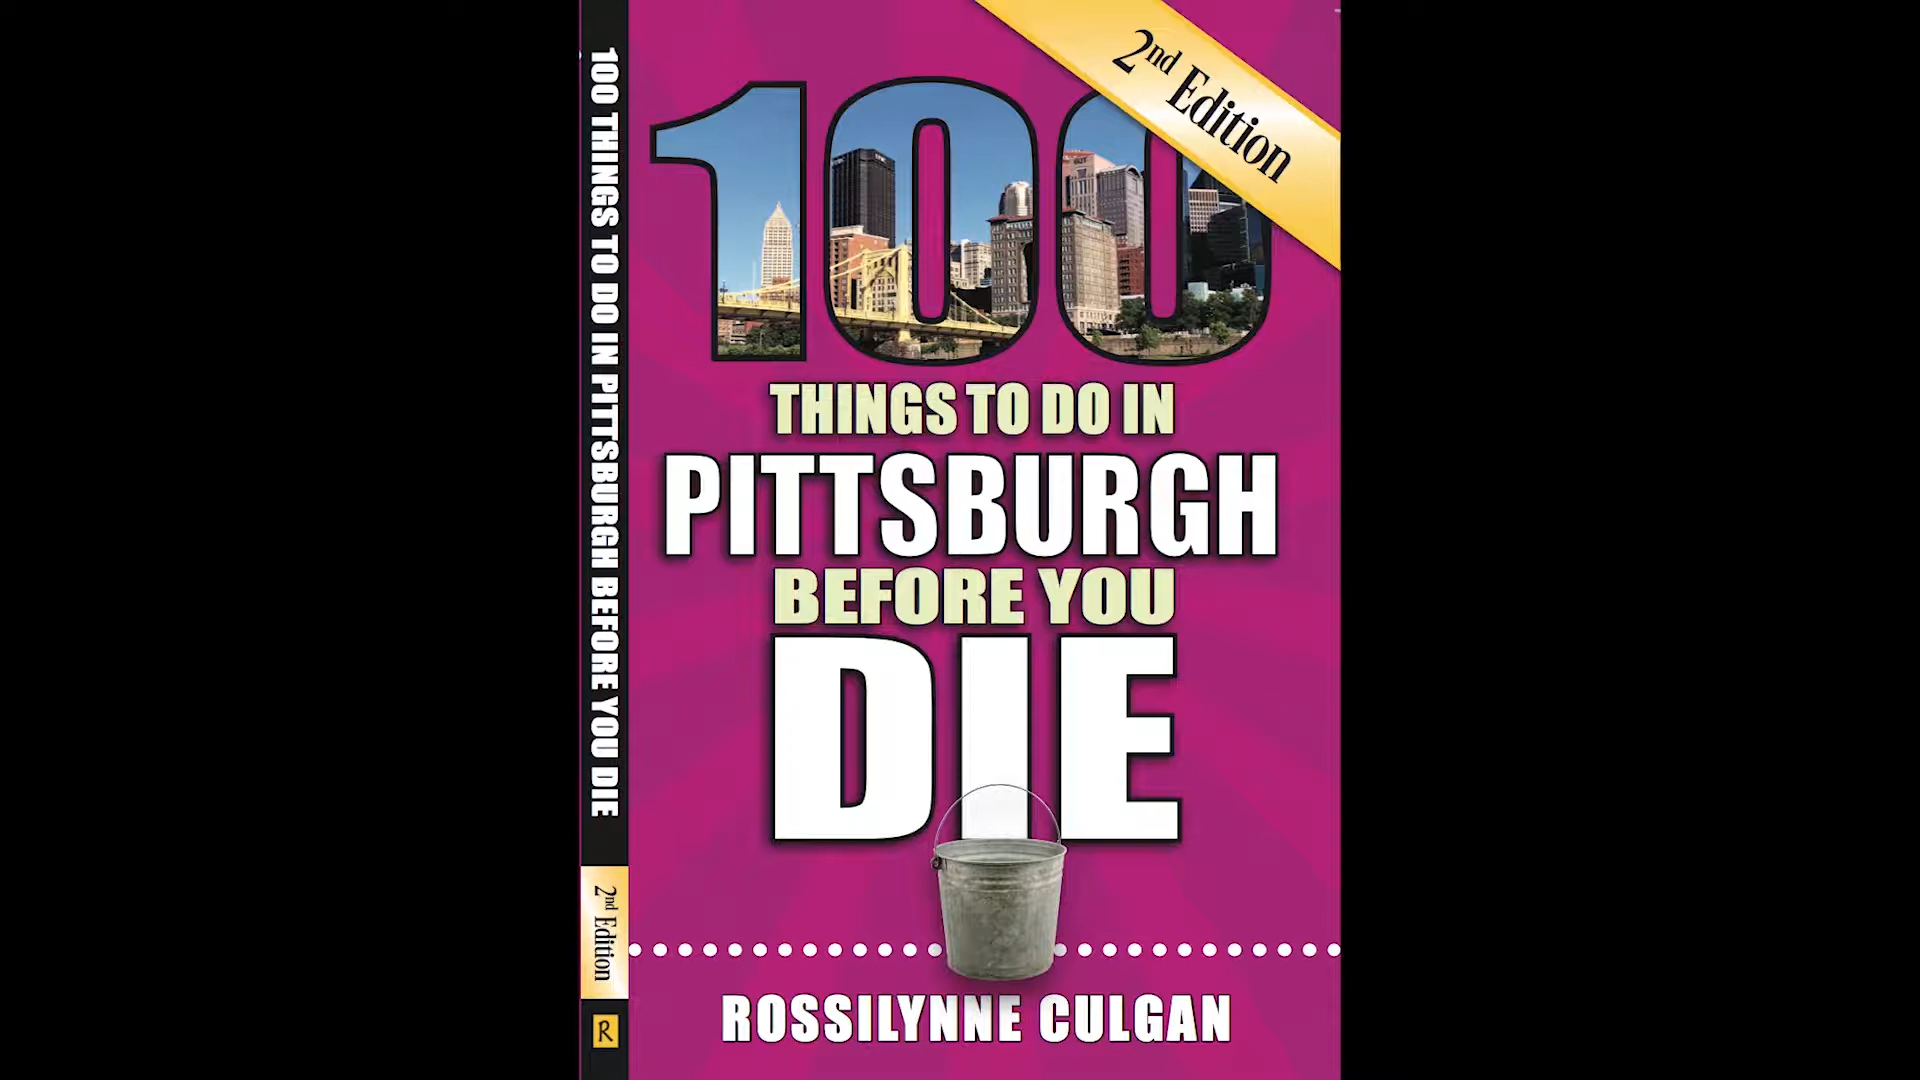 100 THINGS TO DO IN PITTSBURGH BEFORE YOU DIE
2nd Edition
R
2nd Edition
100
THINGS TO DO IN
PITTSBURGH
BEFORE YOU
DIE
ROSSILYNNE CULGAN